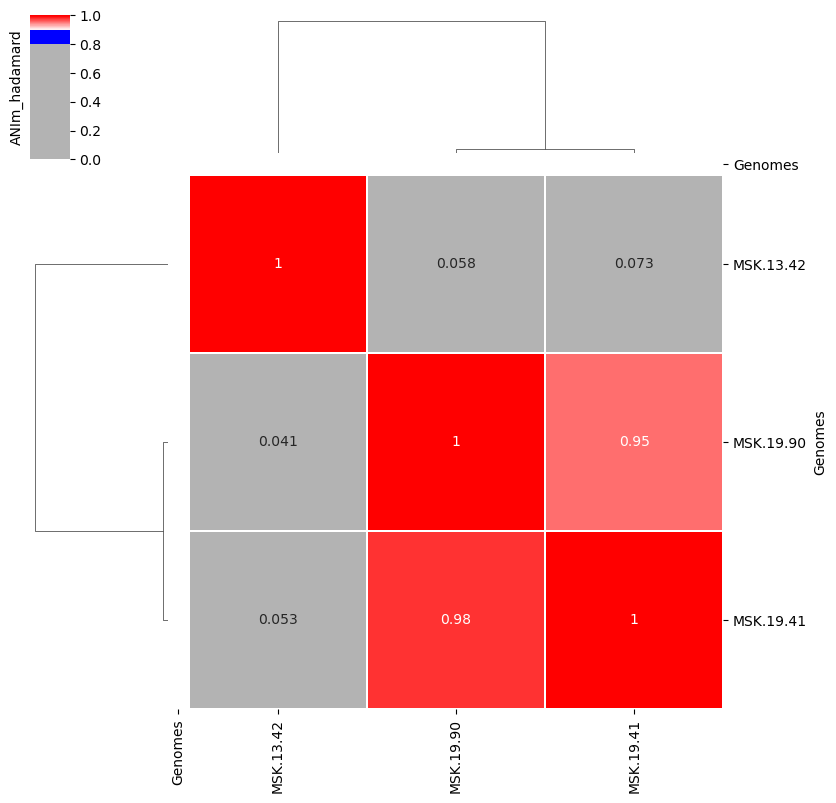 ANIm_hadamard
1.0
0.8
0.6
0.4
0.2
0.0
Genomes
1 0.058 0.073 MSK.13.42
0.041 1 0.95 MSK.19.90
Genomes
0.053 0.98 1 MSK.19.41
Genomes MSK.13.42 MSK.19.90 MSK.19.41